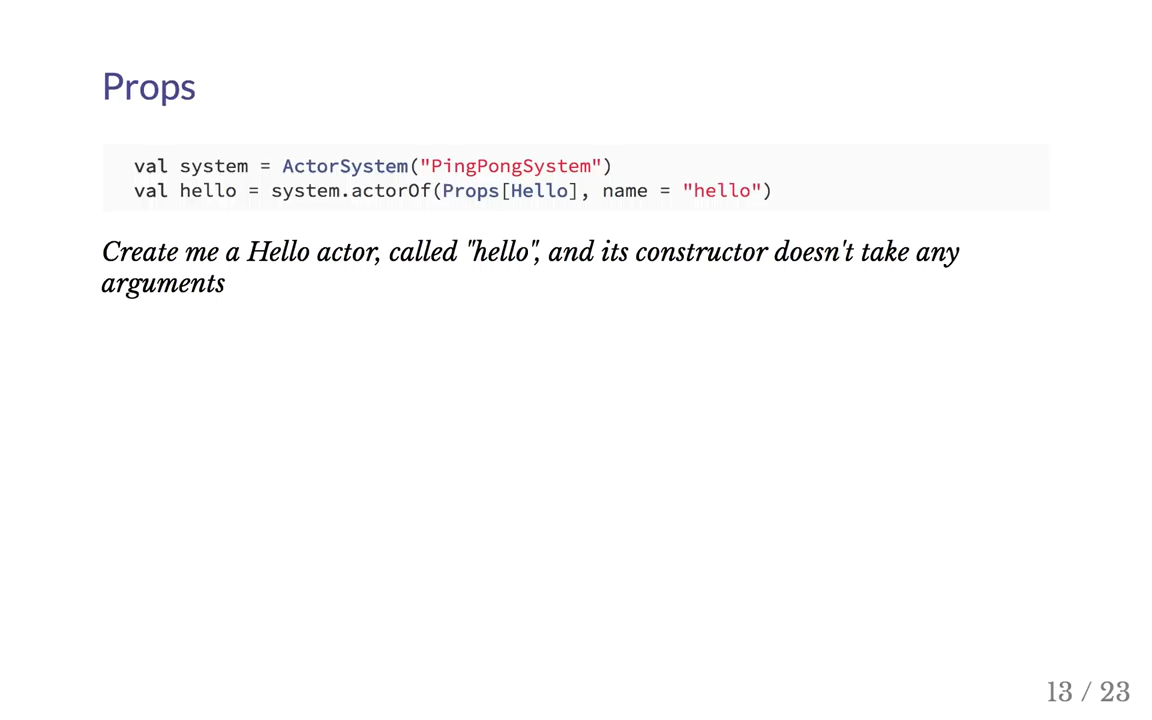 Props
val system = ActorSystem("PingPongSystem")
val hello = system.actorOf(Props[Hello], name = "hello")
Create me a Hello actor, called "hello", and its constructor doesn't take any
arguments
13 / 23